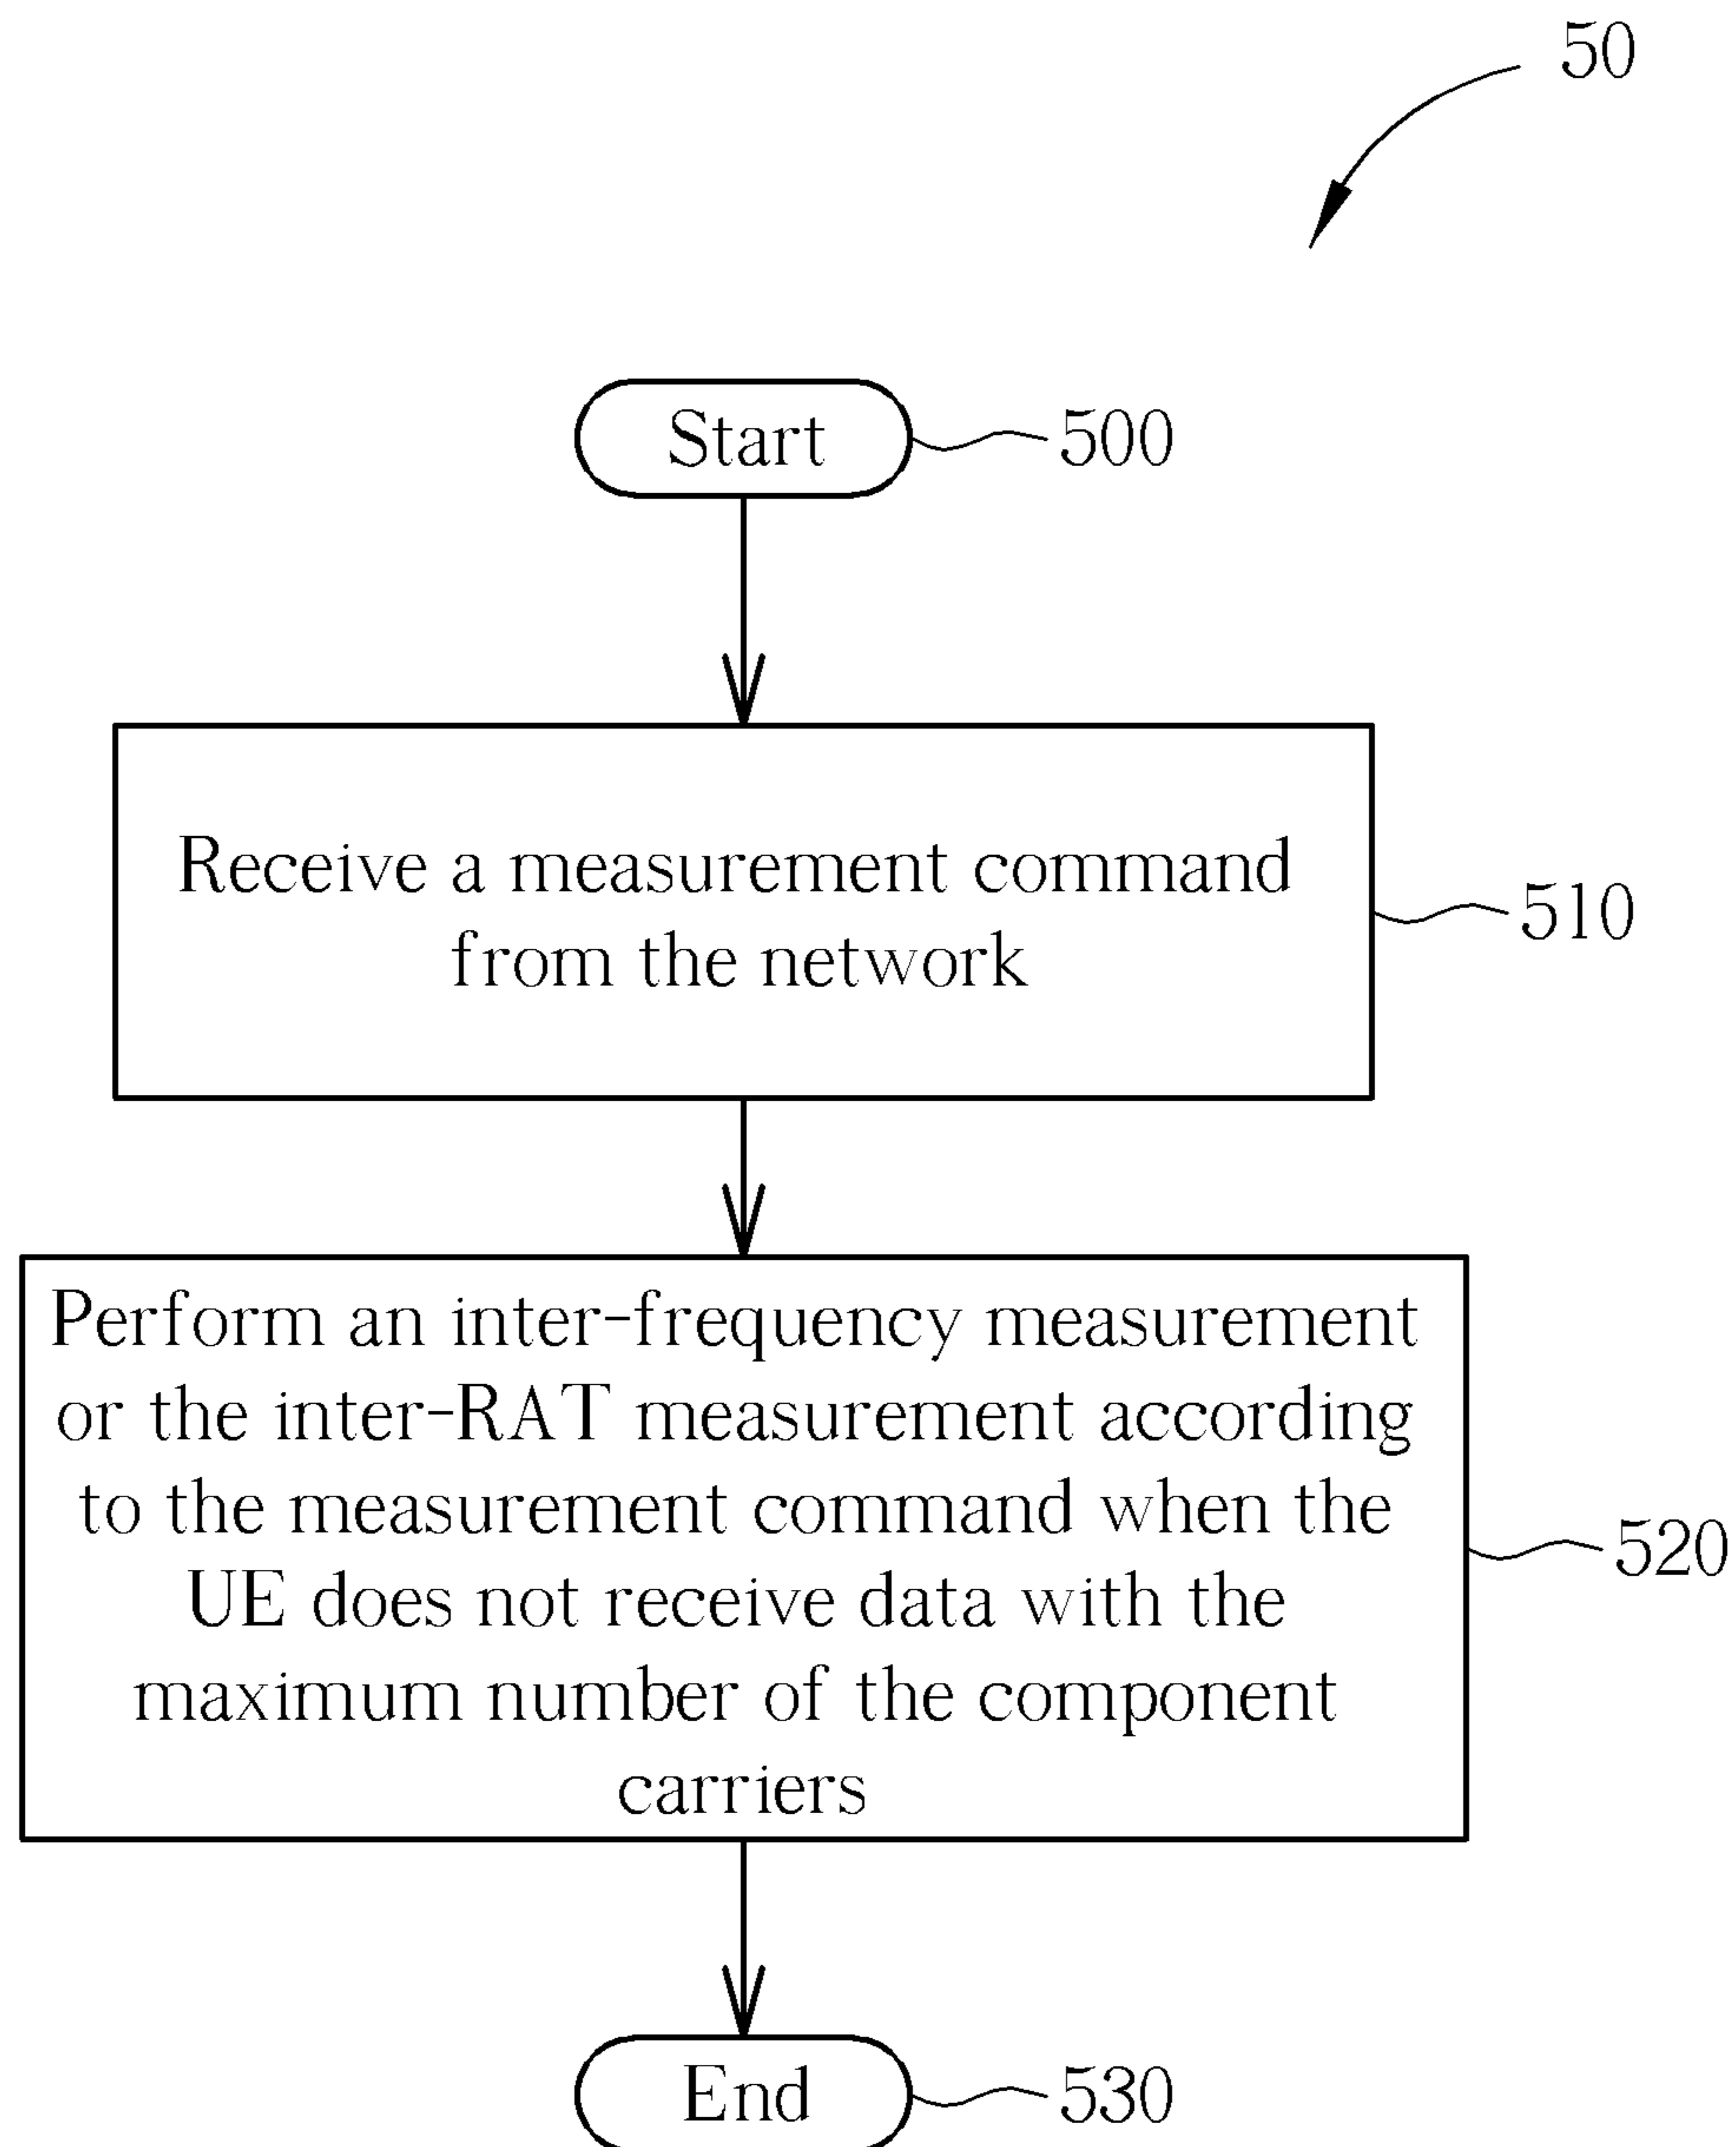 50
Start
500
Receive a measurement command
from the network
510
Perform an inter-frequency measurement
or the inter-RAT measurement according
to the measurement command when the
UE does not receive data with the
maximum number of the component
carriers
520
End
530